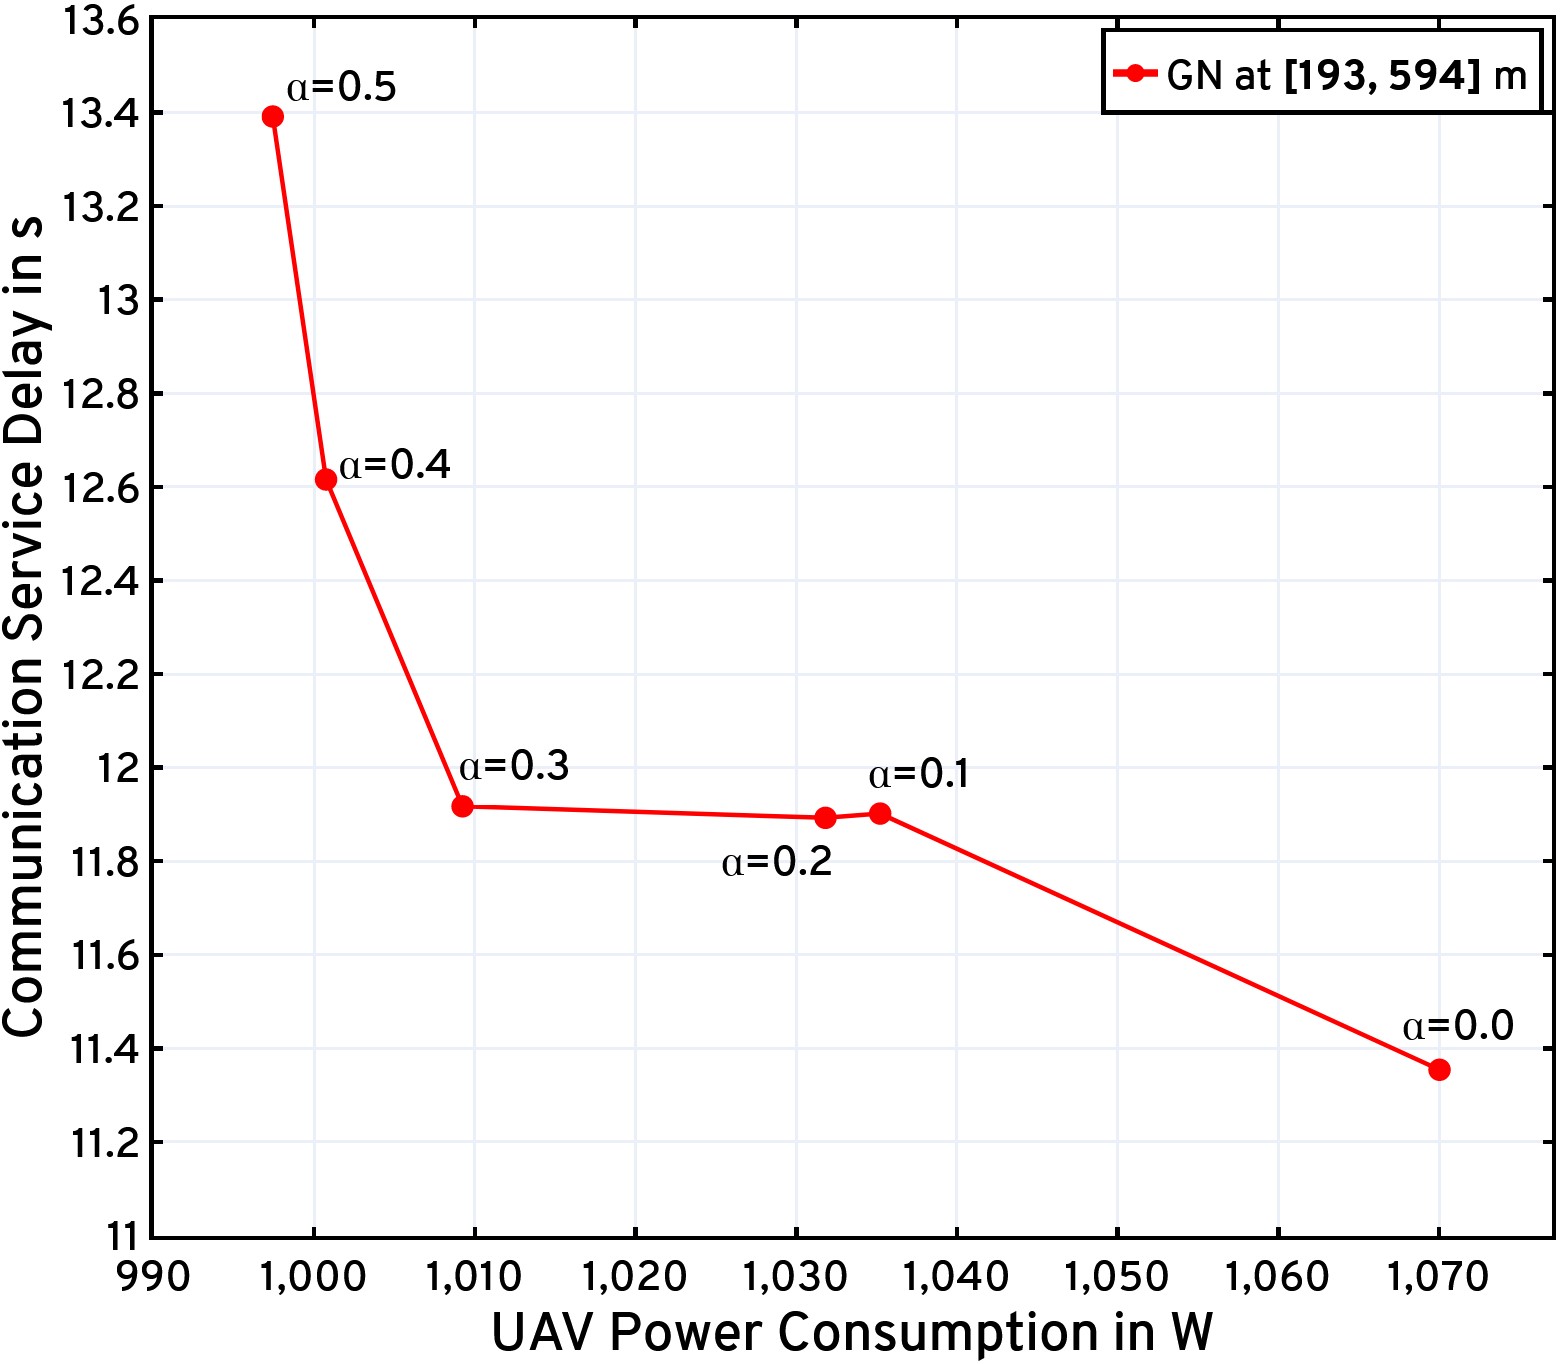 13.6
13.4
13.2
13
12.8
12.6
12.4
12.2
12
11.8
11.6
11.4
11.2
11
Communication Service Delay in s
GN at [193, 594] m
α=0.5
α=0.4
α=0.3
α=0.1
α=0.2
α=0.0
990 1,000 1,010 1,020 1,030 1,040 1,050 1,060 1,070
UAV Power Consumption in W